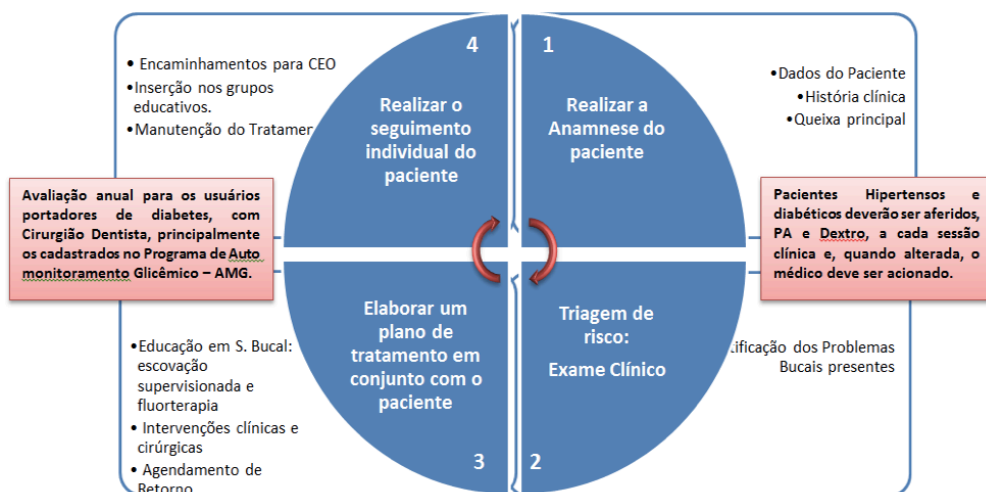 4
Realizar o
seguimento
individual do
paciente
1
Realizar a
Anamnese do
paciente
• Encaminhamentos para CEO
•Inserção nos grupos
educativos.
•Manutenção do
•Dados do Paciente
•História clínica
•Queixa principal
Avaliação anual para os usuários
portadores de diabetes, com
Cirurgião Dentista, principalmente
os cadastrados no Programa de Auto
monitoramento Glicêmico – AMG.
Pacientes Hipertensos e
diabéticos deverão ser aferidos,
PA e Dextro, a cada sessão
clínica e, quando alterada, o
médico deve ser acionado.
Elaborar um
plano de
tratamento em
conjunto com o
paciente
3
Triagem de
risco:
Exame Clínico
2
•Educação em S. Bucal:
escovação
supervisionada e
fluorterapia
• Intervenções clínicas e
cirúrgicas
• Agendamento de
Retorno
dos Problemas
Bucais presentes